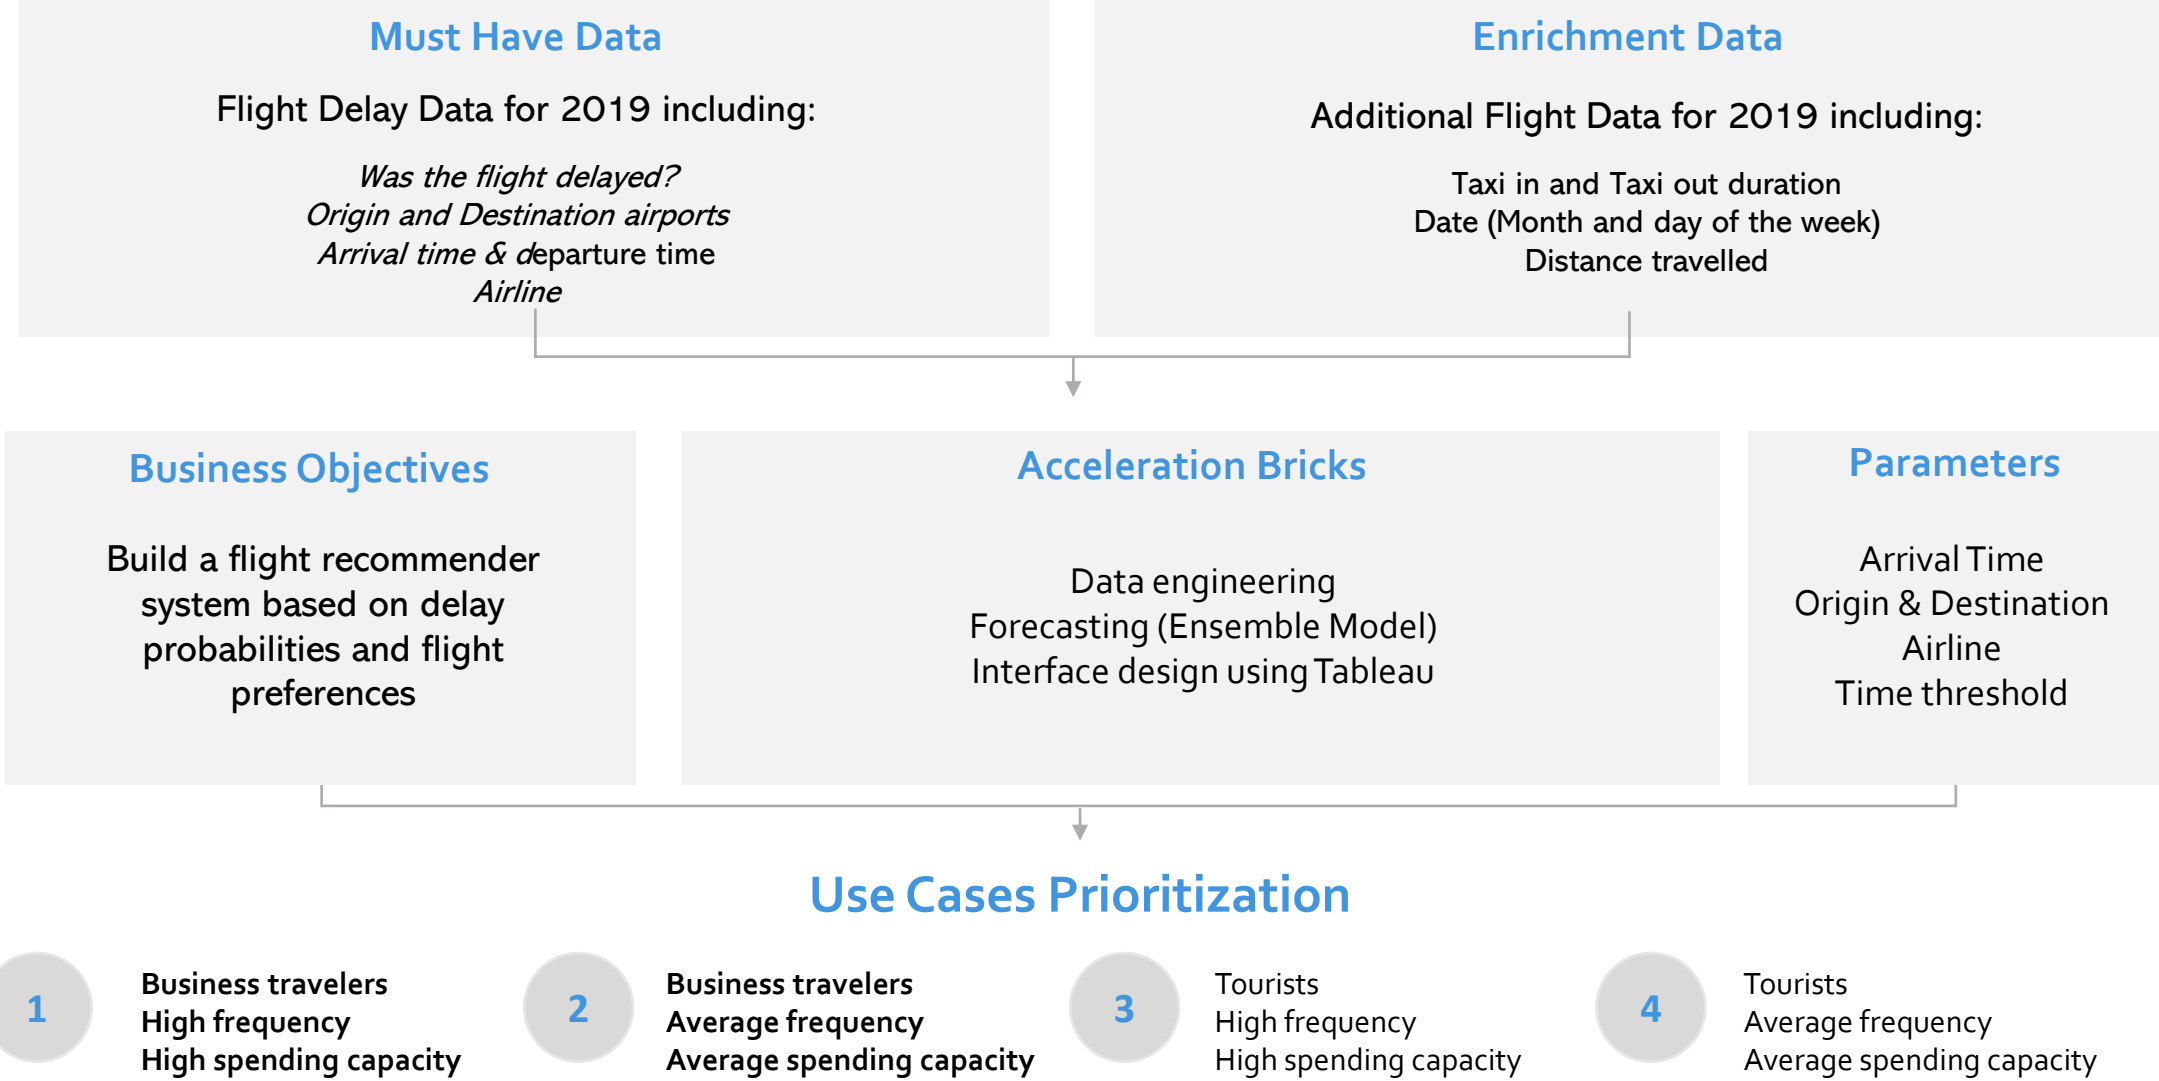 Must Have Data
Flight Delay Data for 2019 including:
Was the flight delayed?
Origin and Destination airports
Arrival time & departure time
Airline
Enrichment Data
Additional Flight Data for 2019 including:
Taxi in and Taxi out duration
Date (Month and day of the week)
Distance travelled
Business Objectives
Build a flight recommender
system based on delay
probabilities and flight
preferences
Acceleration Bricks
Data engineering
Forecasting (Ensemble Model)
Interface design using Tableau
Parameters
Arrival Time
Origin & Destination
Airline
Time threshold
Use Cases Prioritization
1
Business travelers
High frequency
High spending capacity
2
Business travelers
Average frequency
Average spending capacity
3
Tourists
High frequency
High spending capacity
4
Tourists
Average frequency
Average spending capacity